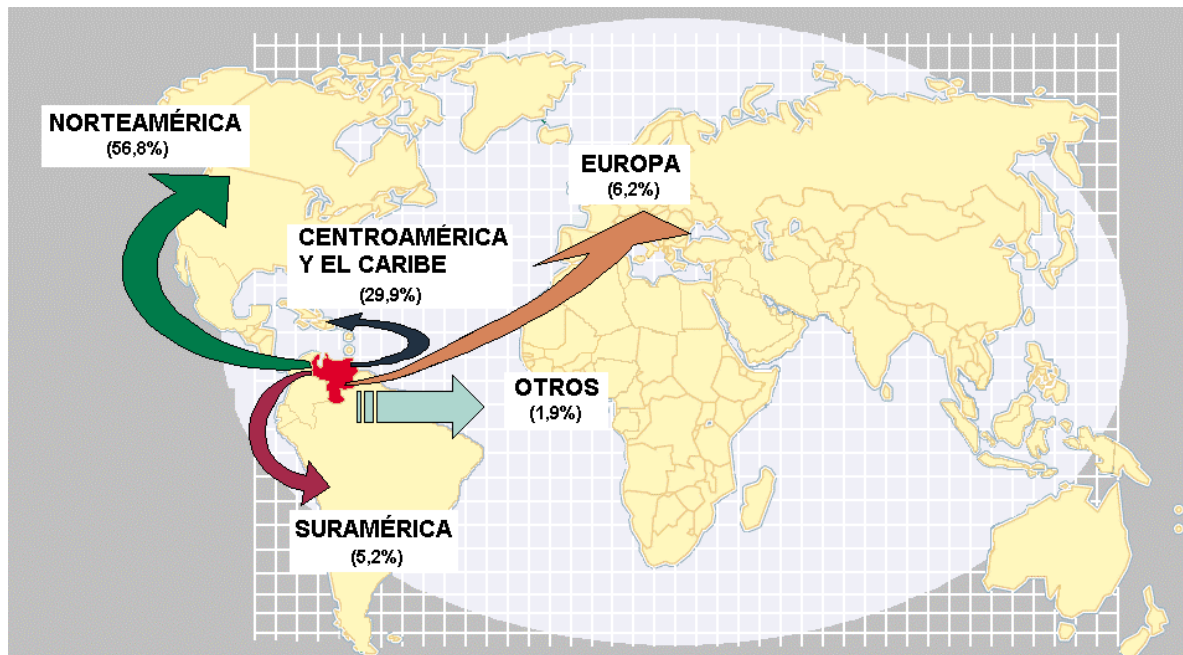 NORTEAMÉRICA
(56,8%)
EUROPA
(6,2%)
CENTROAMÉRICA
Y EL CARIBE
(29,9%)
OTROS
(1,9%)
SURAMÉRICA
(5,2%)